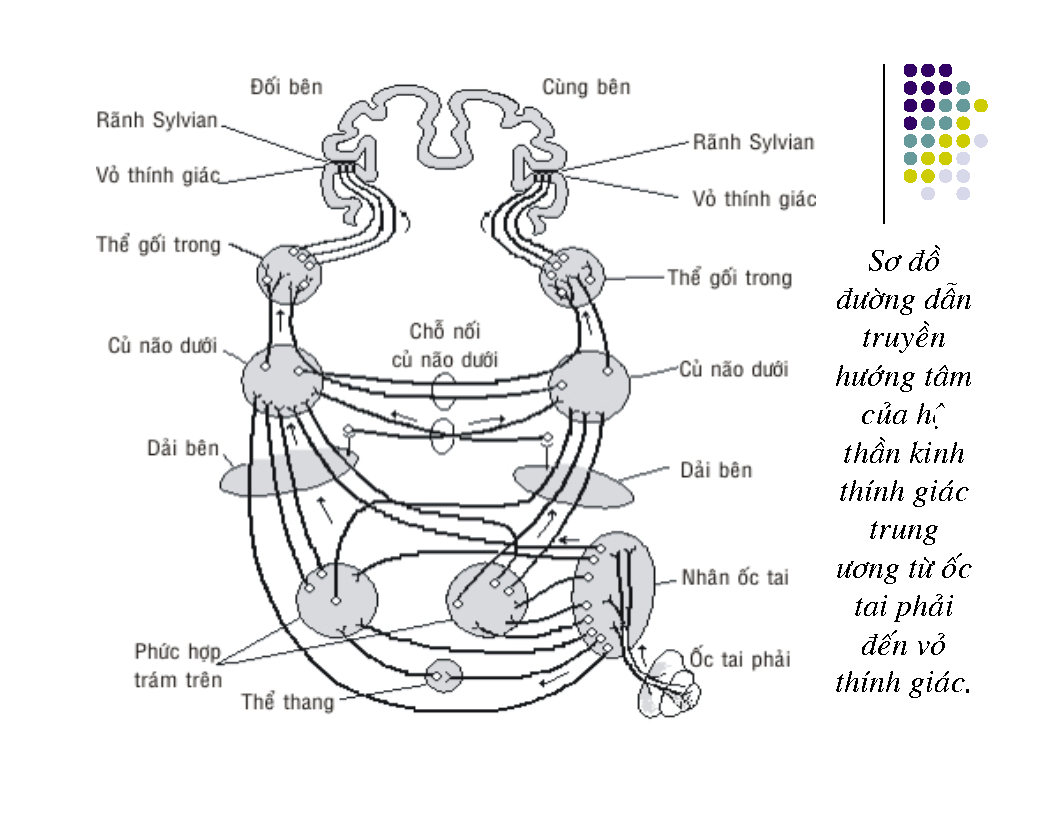 Đối bên
Cùng bên
Rãnh Sylvian
Rãnh Sylvian
Vỏ thính giác
Vỏ thính giác
Thể gối trong
Thể gối trong
Chỗ nối
củ não dưới
Củ não dưới
Củ não dưới
Dải bên
Dải bên
Nhân ốc tai
Phức hợp
trám trên
Ốc tai phải
Thể thang
Sơ đồ
đường dẫn
truyền
hướng tâm
của hệ
thần kinh
thính giác
trung
ương từ ốc
tai phải
đến vỏ
thính giác.